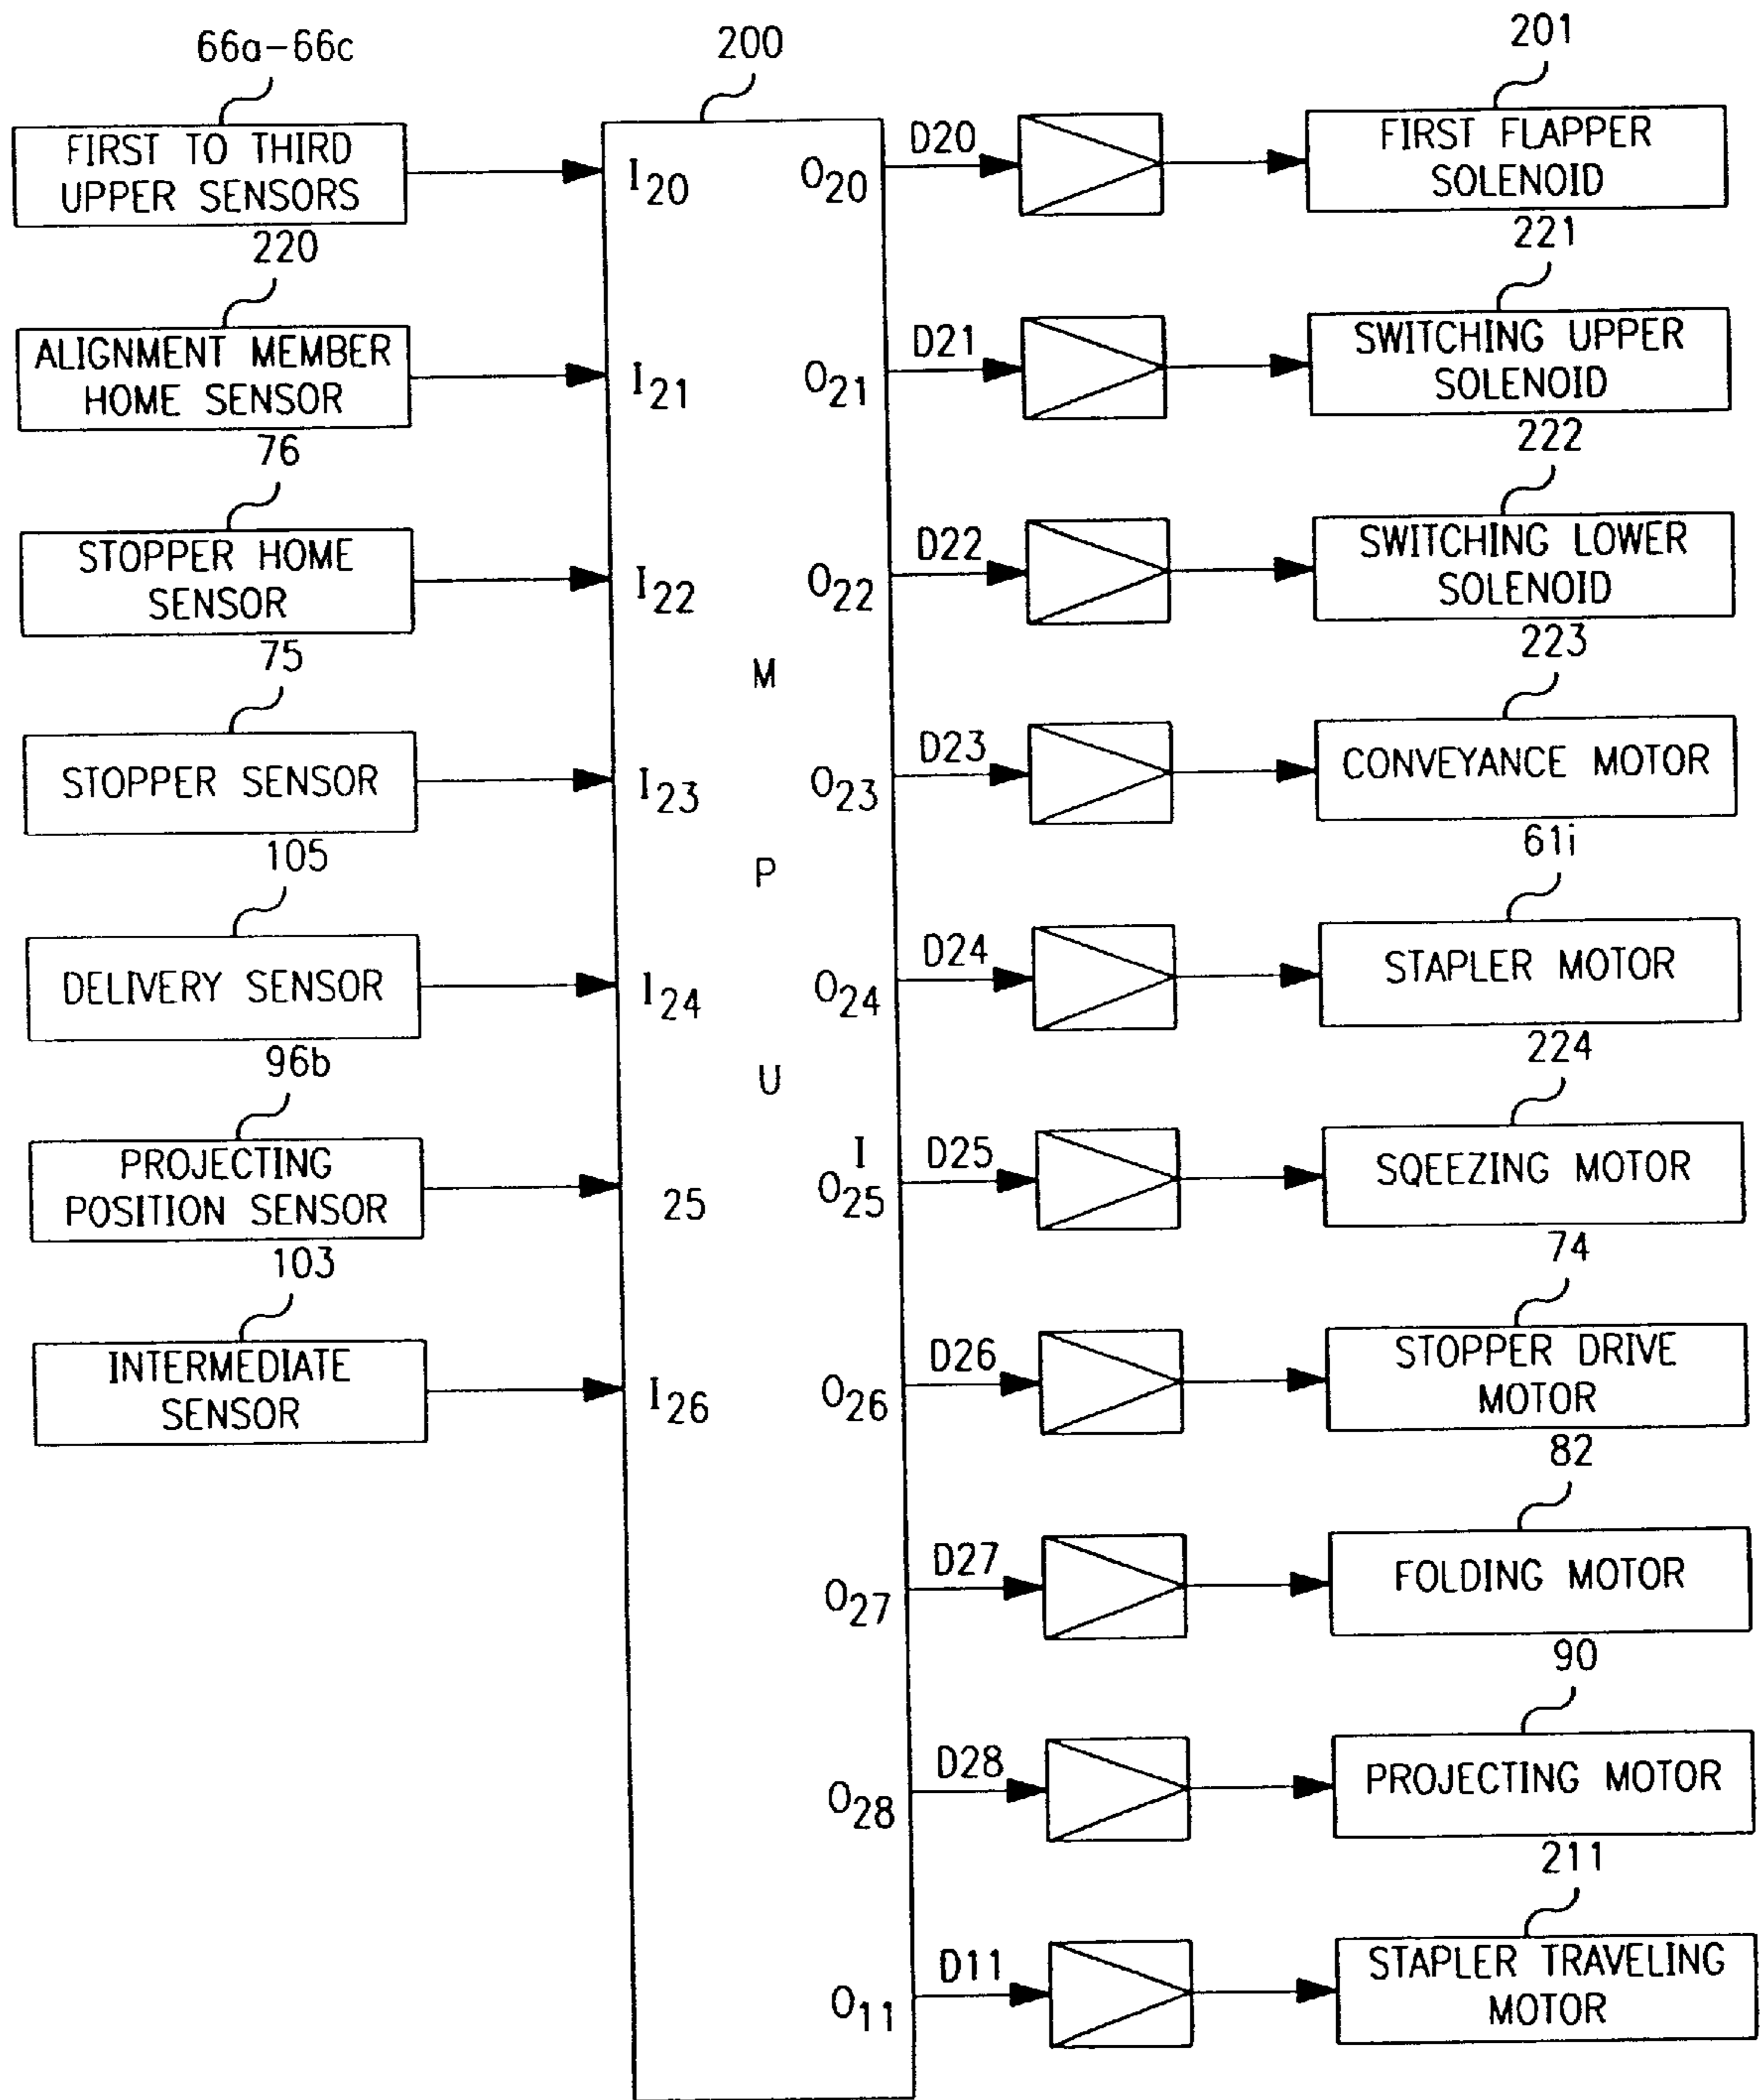 66a-66c
200
201
FIRST TO THIRD
UPPER SENSORS
I20
O20
D20
FIRST FLAPPER
SOLENOID
220
221
ALIGNMENT MEMBER
HOME SENSOR
I21
O21
D21
SWITCHING UPPER
SOLENOID
76
222
STOPPER HOME
SENSOR
I22
O22
D22
SWITCHING LOWER
SOLENOID
75
M
223
STOPPER SENSOR
I23
O23
D23
CONVEYANCE MOTOR
105
P
61i
DELIVERY SENSOR
I24
O24
D24
STAPLER MOTOR
96b
U
224
PROJECTING
POSITION SENSOR
25
I
O25
D25
SQEEZING MOTOR
103
74
INTERMEDIATE
SENSOR
I26
O26
D26
STOPPER DRIVE
MOTOR
82
O27
D27
FOLDING MOTOR
90
O28
D28
PROJECTING MOTOR
211
O11
D11
STAPLER TRAVELING
MOTOR